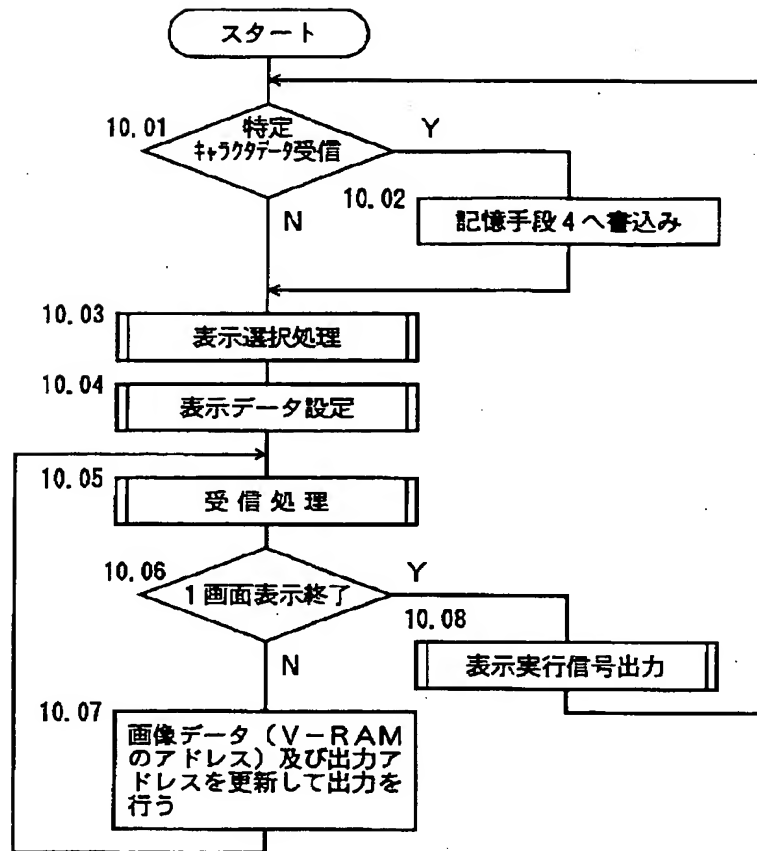 スタート
10.01
特定
キャラクタデータ受信
Y
N
10.02
記憶手段4へ書込み
10.03
表示選択処理
10.04
表示データ設定
10.05
受信処理
10.06
1画面表示終了
Y
N
10.08
表示実行信号出力
10.07
画像データ(V-RAM
のアドレス)及び出力ア
ドレスを更新して出力を
行う